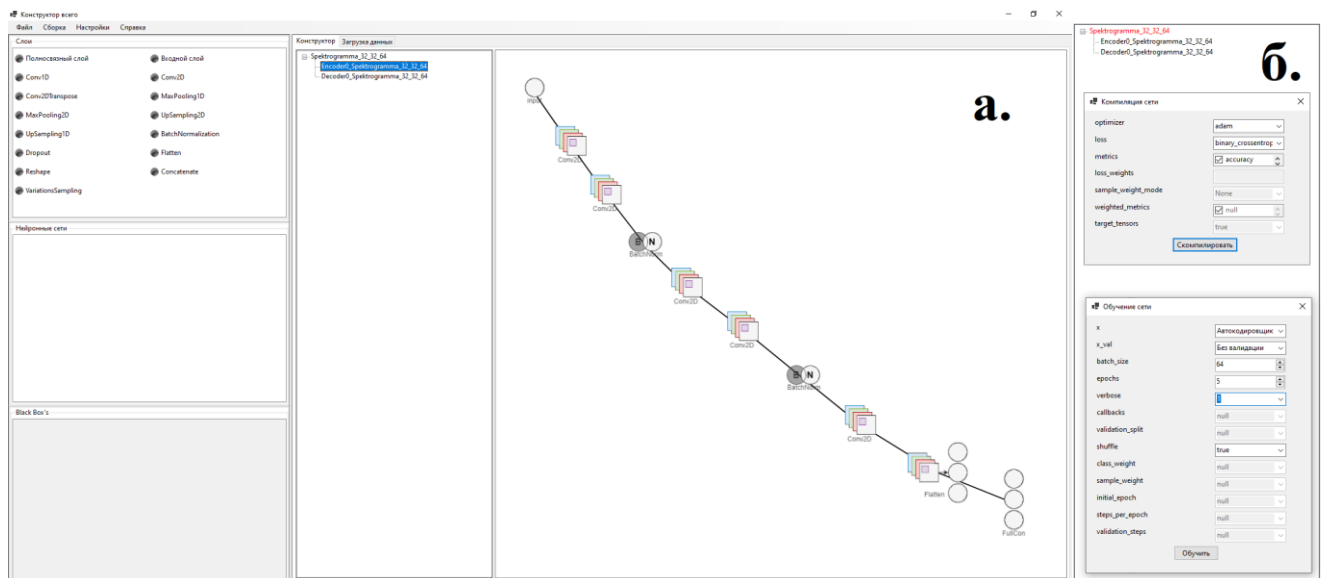 Конструктор всего
Файл Сборка Настройки Справка
Слои
Полносвязный слой Входной слой
Conv1D Conv2D
Conv2DTranspose MaxPooling1D
MaxPooling2D UpSampling2D
UpSampling1D BatchNormalization
Dropout Flatten
Reshape Concatenate
VariationsSampling
Нейронные сети
Black Box's
Конструктор Загрузка данных
Spektrogramma_32_32_64
Encoder0_Spektrogramma_32_32_64
Decoder0_Spektrogramma_32_32_64
а.
Input
Conv2D
Conv2D
B N
BatchNorm
Conv2D
Conv2D
B N
BatchNorm
Conv2D
Flatten
FullCon
Spektrogramma_32_32_64
Encoder0_Spektrogramma_32_32_64
Decoder0_Spektrogramma_32_32_64
б.
Компиляция сети
optimizer adam
loss binary_crossentrop
metrics accuracy
loss_weights
sample_weight_mode None
weighted_metrics null
target_tensors true
Скомпилировать
Обучение сети
x Автокодировщик
x_val Без валидации
batch_size 64
epochs 5
verbose 1
callbacks null
validation_split null
shuffle true
class_weight null
sample_weight null
initial_epoch null
steps_per_epoch null
validation_steps null
Обучить